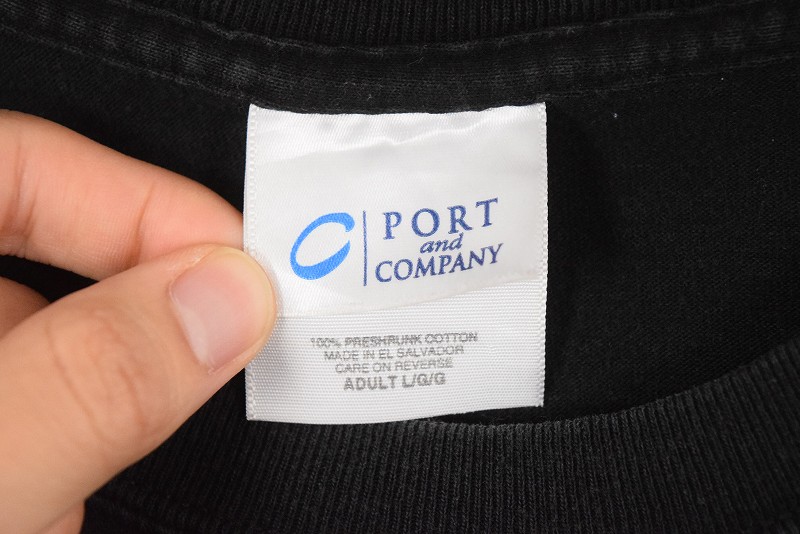 PORT
and
COMPANY
100% PRESHRUNK COTTON
MADE IN EL SALVADOR
CARE ON REVERSE
ADULT L/G/G